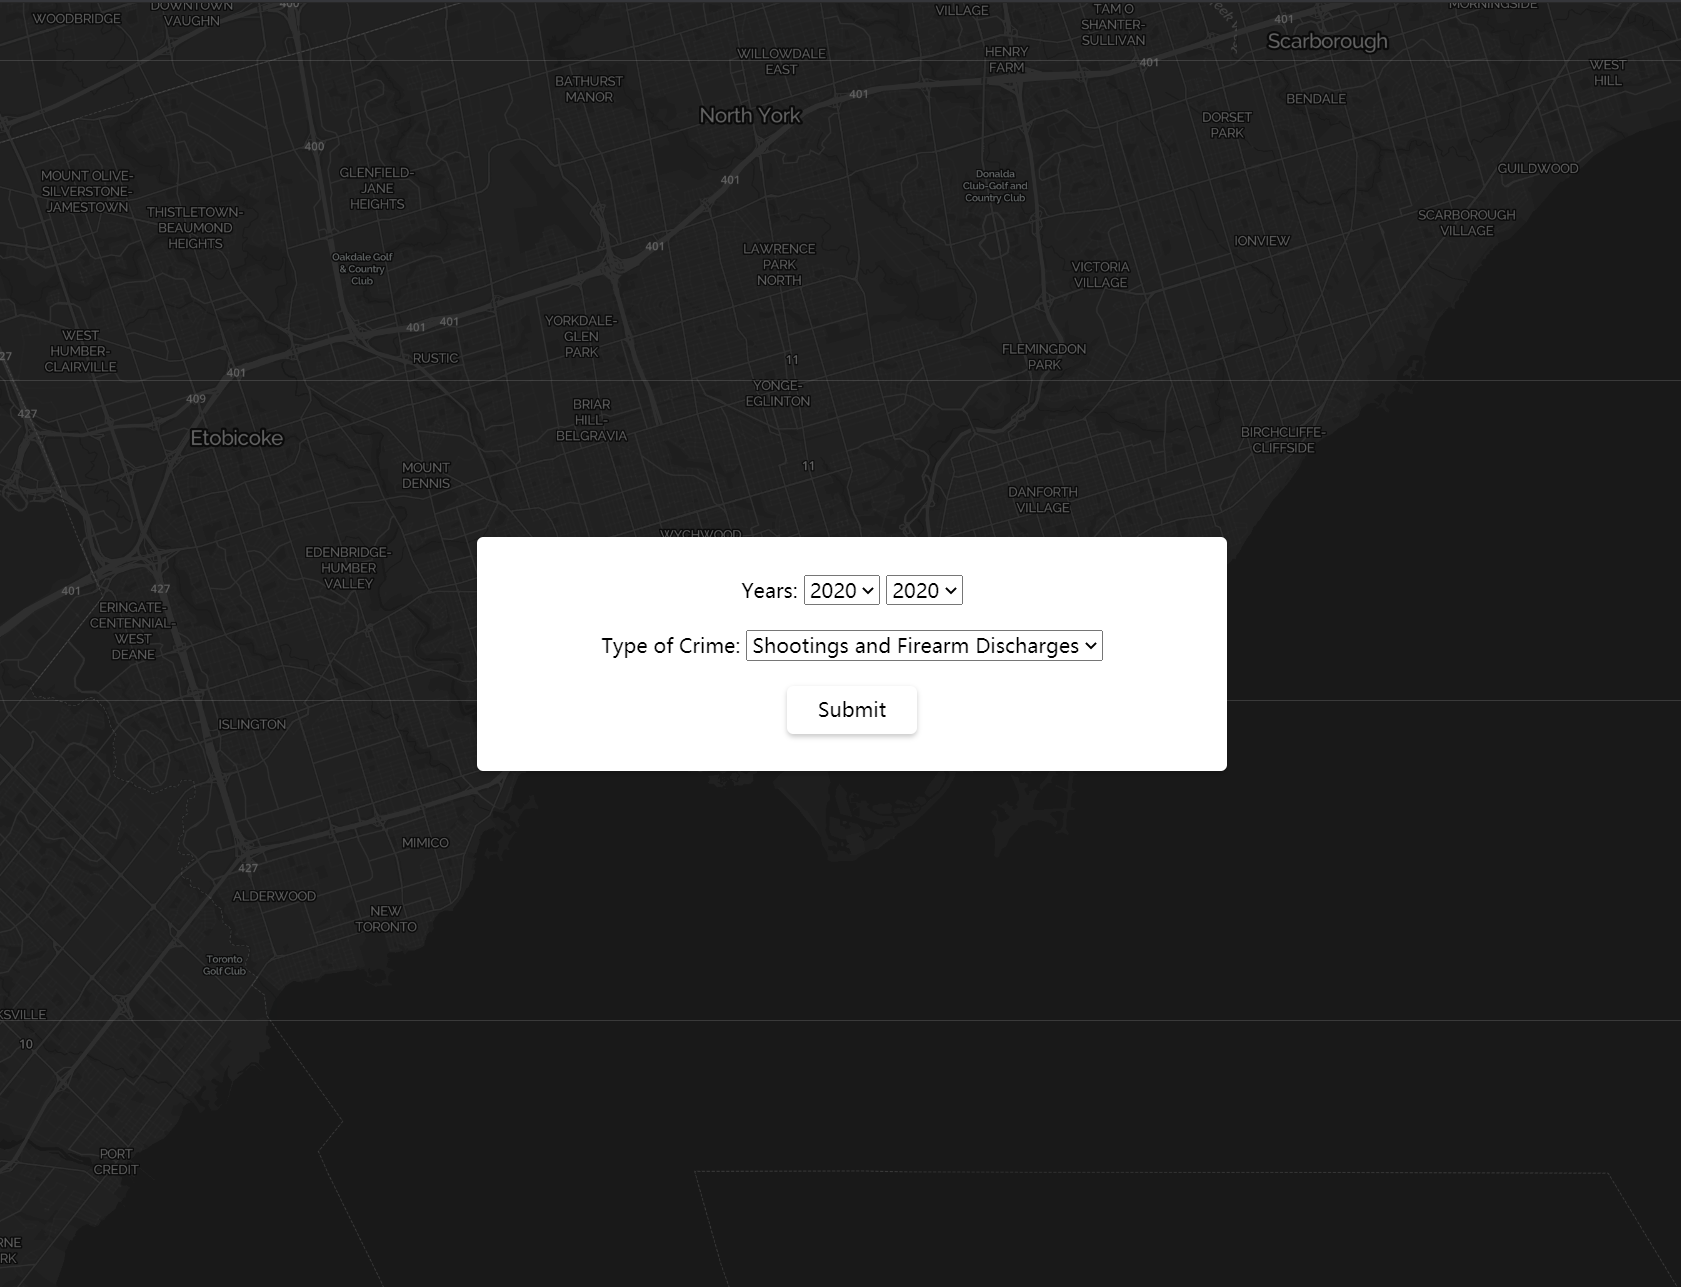 DOWNTOWN
VAUGHN
WOODBRIDGE
400
VILLAGE
TAM O
SHANTER-
SULLIVAN
401
MORNINGSIDE
Scarborough
WILLOWDALE
EAST
HENRY
FARM
401
WEST
HILL
BATHURST
MANOR
401
BENDALE
North York
DORSET
PARK
400
GLENFIELD-
JANE
HEIGHTS
401
Donalda
Club-Golf and
Country Club
GUILDWOOD
MOUNT OLIVE-
SILVERSTONE-
JAMESTOWN
THISTLETOWN-
BEAUMOND
HEIGHTS
SCARBOROUGH
VILLAGE
Oakdale Golf
& Country
Club
401
LAWRENCE
PARK
NORTH
IONVIEW
VICTORIA
VILLAGE
401
401
YORKDALE-
GLEN
PARK
WEST
HUMBER-
CLAIRVILLE
27
RUSTIC
11
FLEMINGDON
PARK
401
YONGE-
EGLINTON
409
427
BRIAR
HILL-
BELGRAVIA
Etobicoke
BIRCHCLIFFE-
CLIFFSIDE
MOUNT
DENNIS
11
DANFORTH
VILLAGE
WYCHWOOD
EDENBRIDGE-
HUMBER
VALLEY
401
427
ERINGATE-
CENTENNIAL-
WEST
DEANE
Years: 2020 2020
Type of Crime: Shootings and Firearm Discharges
Submit
ISLINGTON
MIMICO
427
ALDERWOOD
NEW
TORONTO
Toronto
Golf Club
KSVILLE
10
PORT
CREDIT
RNE
RK